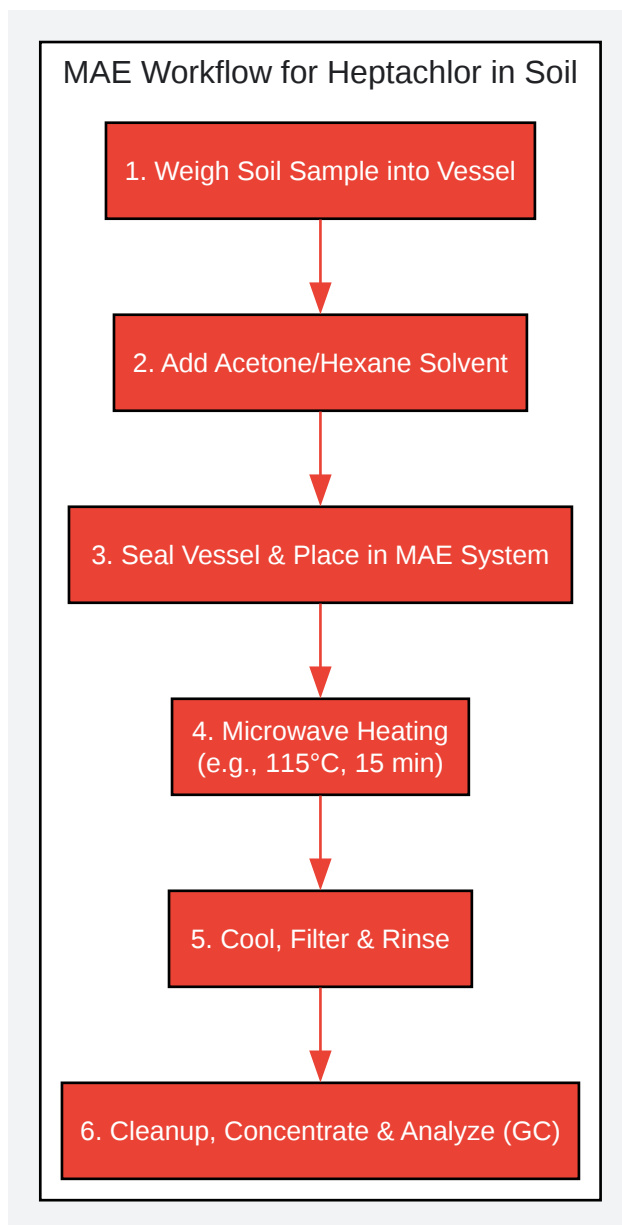 MAE Workflow for Heptachlor in Soil
1. Weigh Soil Sample into Vessel
2. Add Acetone/Hexane Solvent
3. Seal Vessel & Place in MAE System
4. Microwave Heating
(e.g., 115°C, 15 min)
5. Cool, Filter & Rinse
6. Cleanup, Concentrate & Analyze (GC)